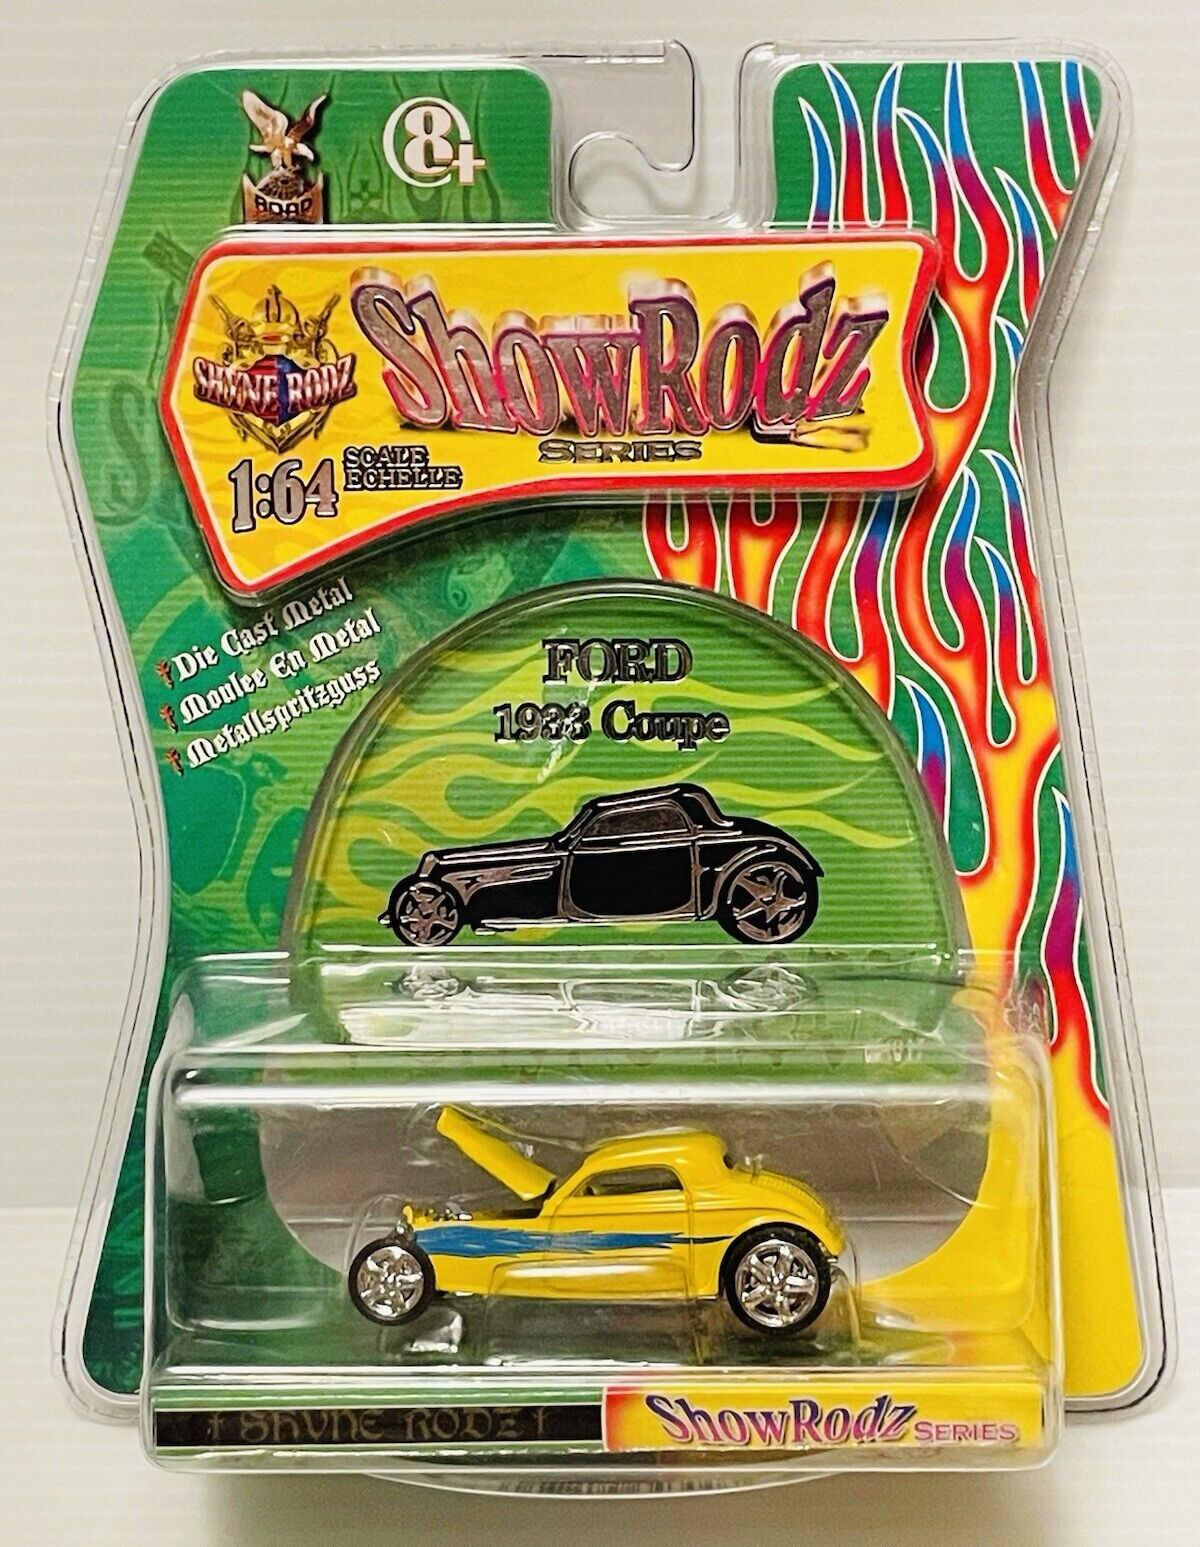 8+
ROAD
SHYNE RODZ
ShowRodz
SERIES
1:64 SCALE
ECHELLE
Die Cast Metal
Moulee En Metal
Metallspritzguss
FORD
1933 Coupe
† SHYNE RODZ †
ShowRodz SERIES